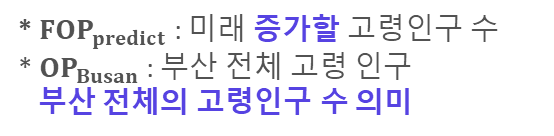 * FOPpredict : 미래 증가할 고령인구 수
* OPBusan : 부산 전체 고령 인구
부산 전체의 고령인구 수 의미